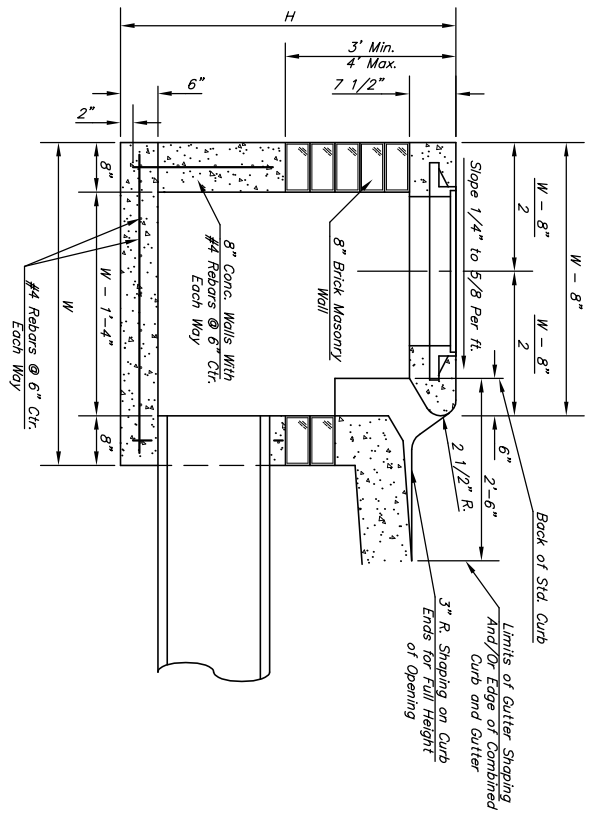 H
3' Min.
4' Max.
7 1/2"
6"
2"
W - 8"
W - 8"
2
W - 8"
2
Slope 1/4" to 5/8 Per ft
8" Brick Masonry
Wall
8" Conc. Walls With
#4 Rebars @ 6" Ctr.
Each Way
8"
W - 1'-4"
8"
W
#4 Rebars @ 6" Ctr.
Each Way
6"
2'-6"
2 1/2" R.
Back of Std. Curb
Limits of Gutter Shaping
And/Or Edge of Combined
Curb and Gutter
3" R. Shaping on Curb
Ends for Full Height
of Opening